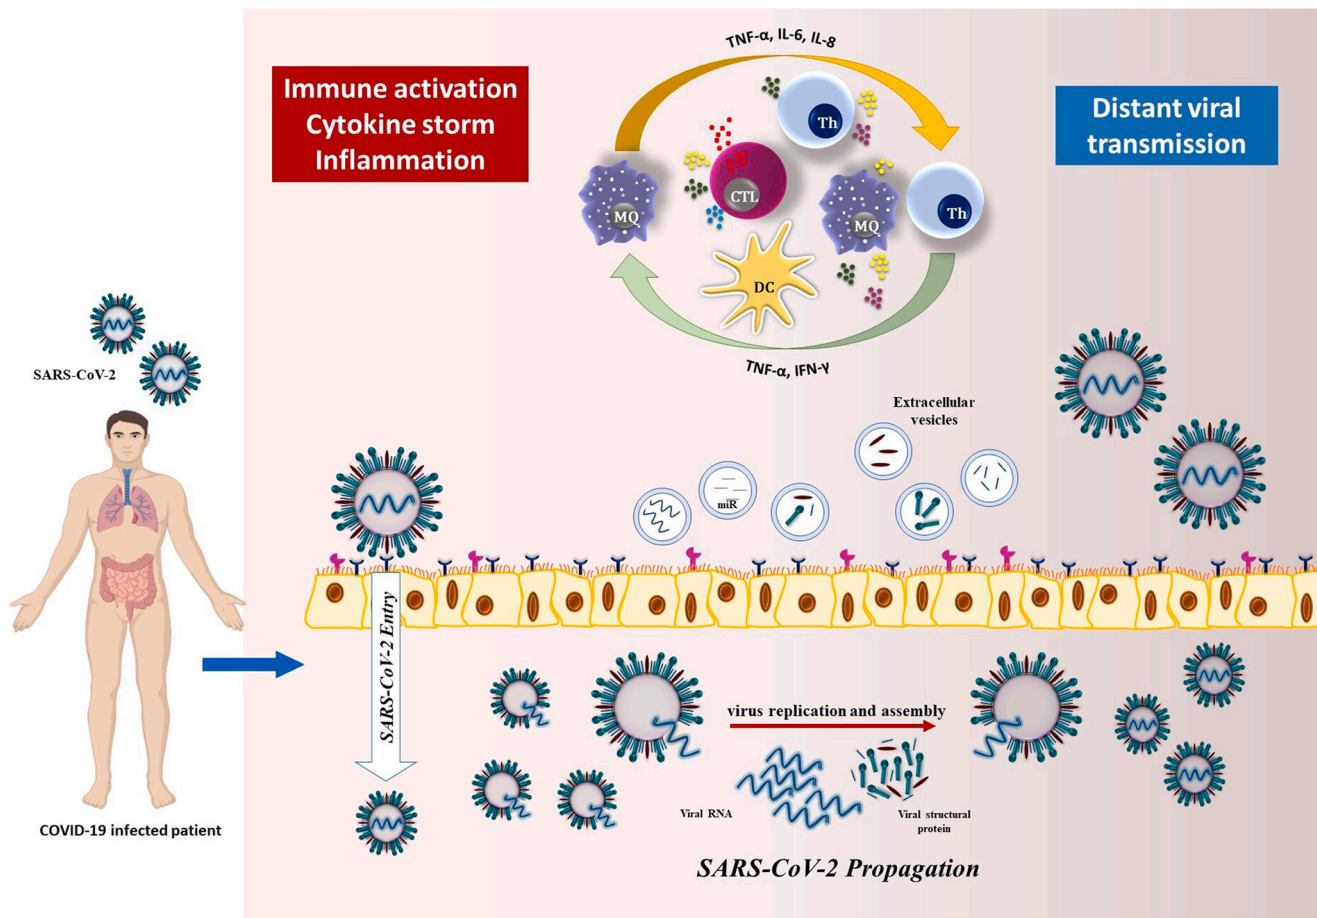 TNF-α, IL-6, IL-8
Immune activation
Cytokine storm
Inflammation
Distant viral
transmission
Th
CTL
MQ
MQ
Th
DC
TNF-α, IFN-γ
SARS-CoV-2
Extracellular
vesicles
miR
SARS-CoV-2 Entry
virus replication and assembly
Viral RNA
Viral structural
protein
COVID-19 infected patient
SARS-CoV-2 Propagation